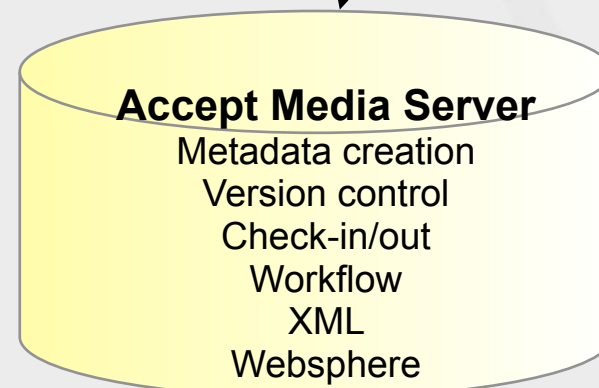 Accept Media Server
Metadata creation
Version control
Check-in/out
Workflow
XML
Websphere